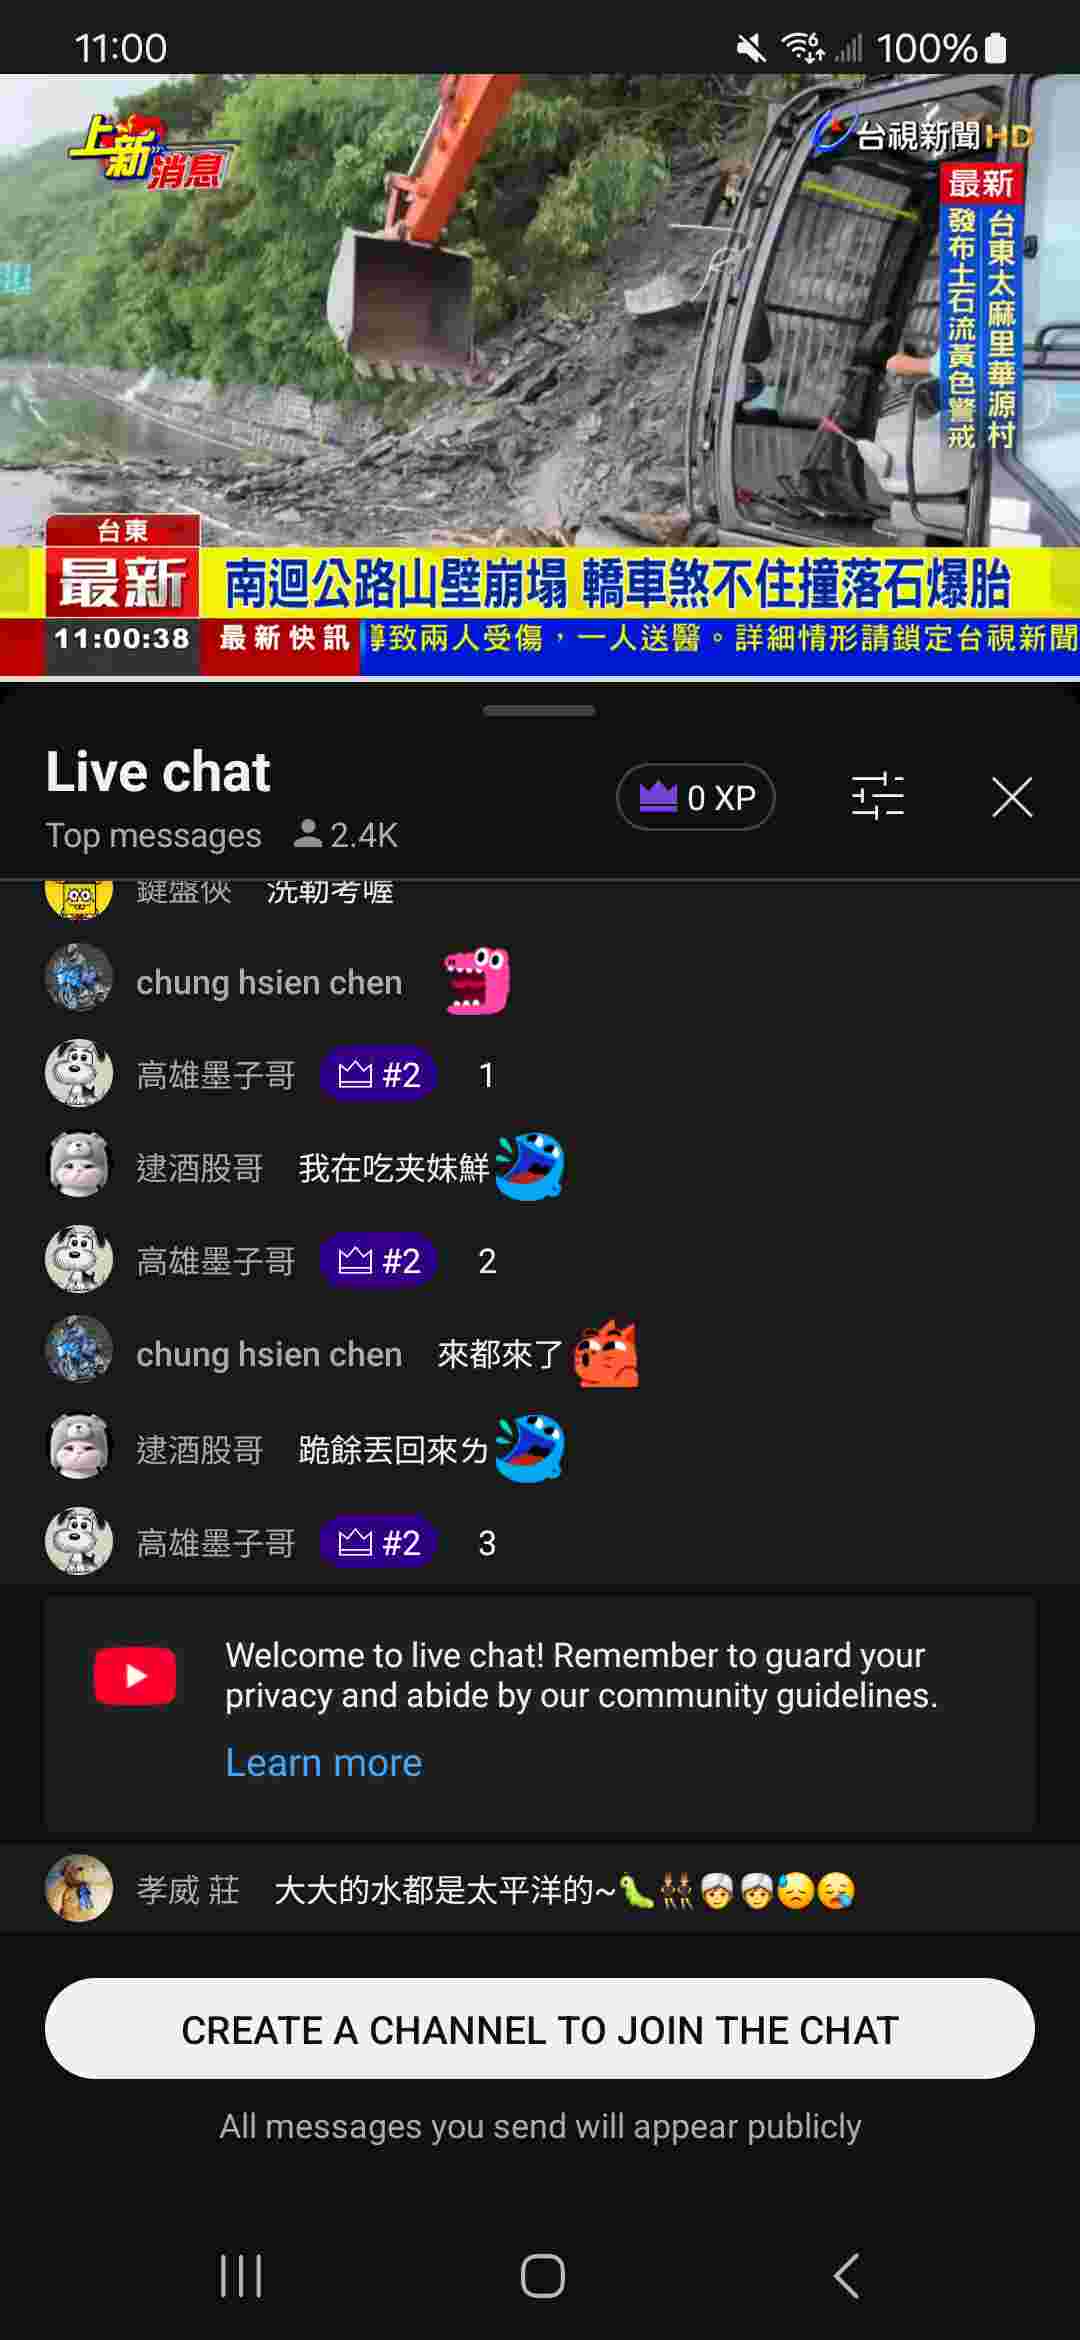 11:00
100%
上新消息
台視新聞HD
最新
台東太麻里華源村
發布土石流黃色警戒
台東
最新
南迴公路山壁崩塌 轎車煞不住撞落石爆胎
11:00:38
最新快訊
導致兩人受傷，一人送醫。詳細情形請鎖定台視新聞
Live chat
0 XP
Top messages
2.4K
鍵盤俠 洗勒考喔
chung hsien chen
高雄墨子哥 #2 1
逮酒股哥 我在吃夹妹鮮
高雄墨子哥 #2 2
chung hsien chen 來都來了
逮酒股哥 跪餘丟回來ㄌ
高雄墨子哥 #2 3
Welcome to live chat! Remember to guard your
privacy and abide by our community guidelines.
Learn more
孝威 莊 大大的水都是太平洋的~🐛👯🏿‍♂️👳🏻👳🏻😓😪
CREATE A CHANNEL TO JOIN THE CHAT
All messages you send will appear publicly